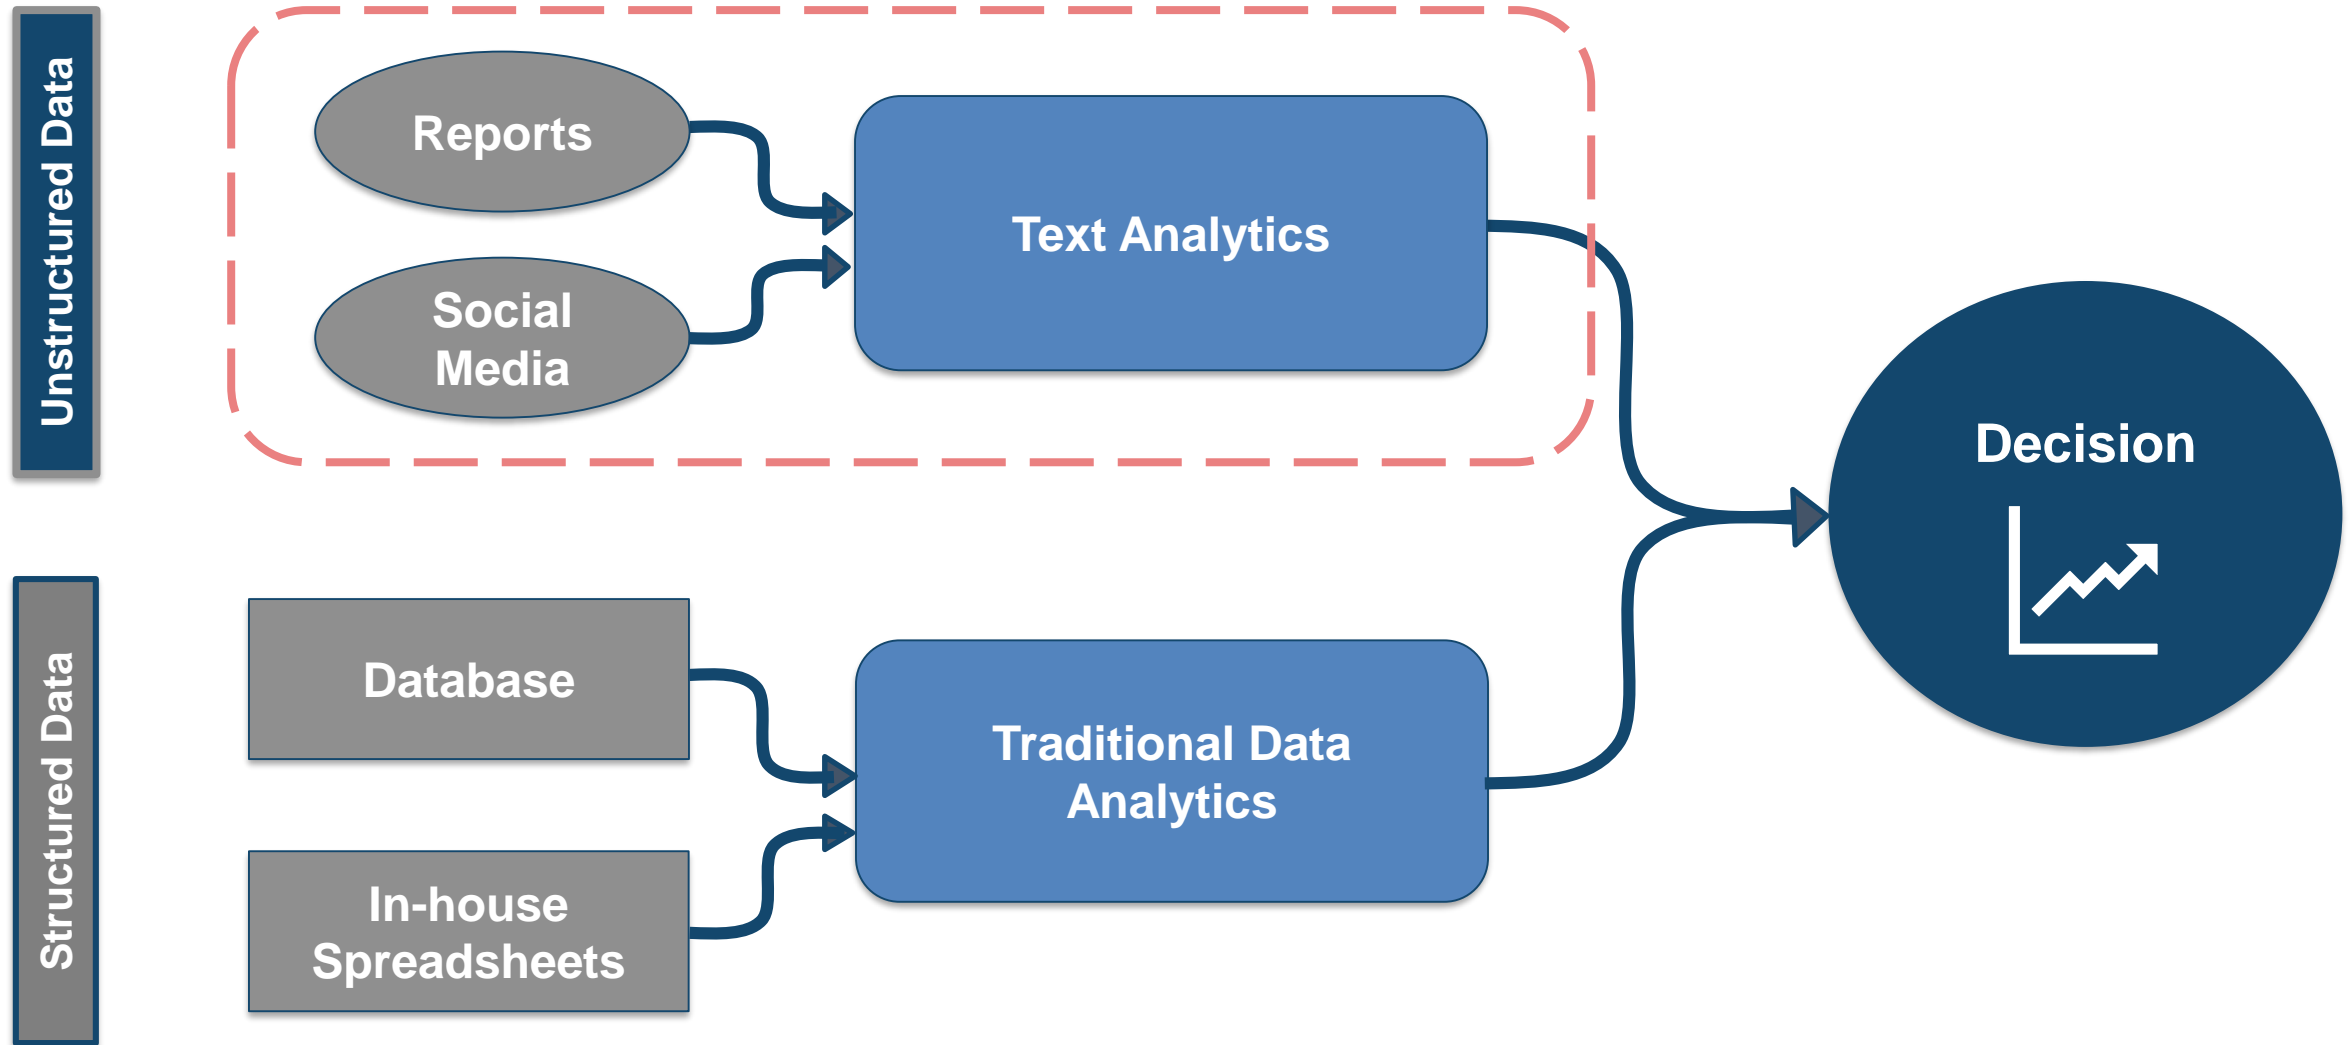 Unstructured Data
Reports
Social
Media
Text Analytics
Decision
Structured Data
Database
In-house
Spreadsheets
Traditional Data
Analytics